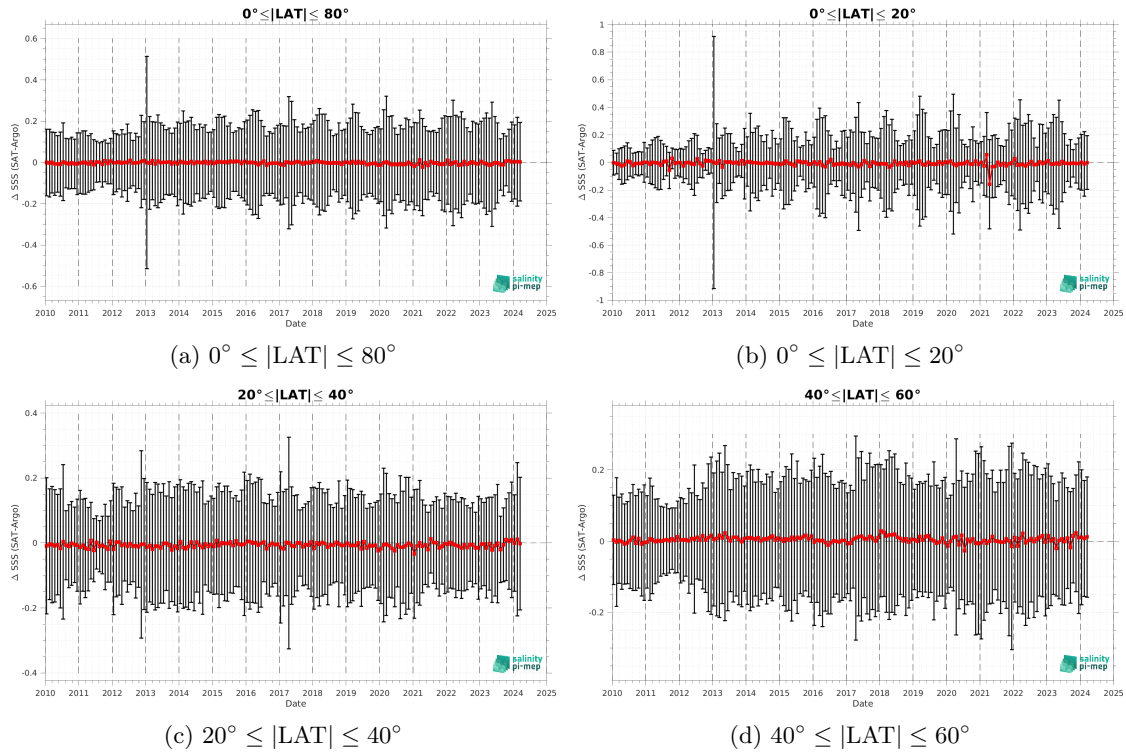 0°≤|LAT|≤ 80°
0.6
0.4
0.2
0
-0.2
-0.4
-0.6
Δ SSS (SAT-Argo)
salinity
pi-mep
2010 2011 2012 2013 2014 2015 2016 2017 2018 2019 2020 2021 2022 2023 2024 2025
Date
(a) 0° ≤ |LAT| ≤ 80°
0°≤|LAT|≤ 20°
1
0.8
0.6
0.4
0.2
0
-0.2
-0.4
-0.6
-0.8
-1
Δ SSS (SAT-Argo)
salinity
pi-mep
2010 2011 2012 2013 2014 2015 2016 2017 2018 2019 2020 2021 2022 2023 2024 2025
Date
(b) 0° ≤ |LAT| ≤ 20°
20°≤|LAT|≤ 40°
0.4
0.2
0
-0.2
-0.4
Δ SSS (SAT-Argo)
salinity
pi-mep
2010 2011 2012 2013 2014 2015 2016 2017 2018 2019 2020 2021 2022 2023 2024 2025
Date
(c) 20° ≤ |LAT| ≤ 40°
40°≤|LAT|≤ 60°
0.2
0
-0.2
Δ SSS (SAT-Argo)
salinity
pi-mep
2010 2011 2012 2013 2014 2015 2016 2017 2018 2019 2020 2021 2022 2023 2024 2025
Date
(d) 40° ≤ |LAT| ≤ 60°